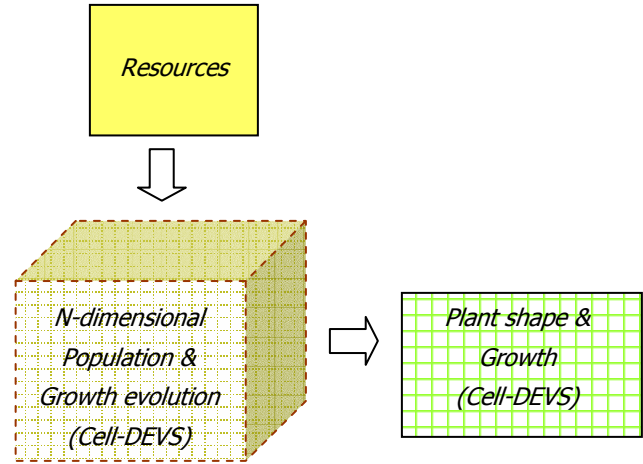 Resources
N-dimensional
Population &
Growth evolution
(Cell-DEVS)
Plant shape &
Growth
(Cell-DEVS)